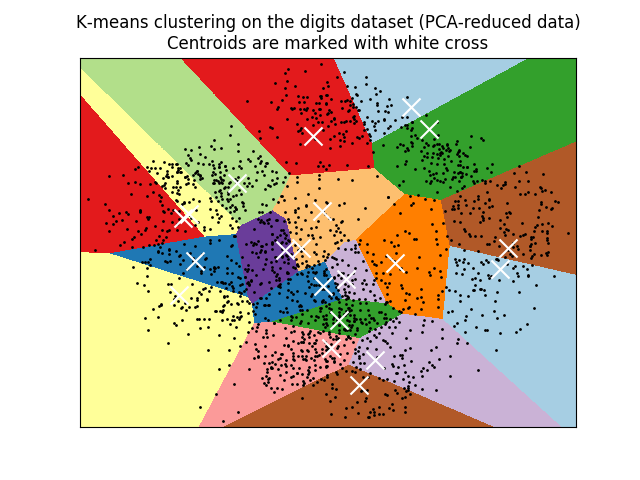 K-means clustering on the digits dataset (PCA-reduced data)
Centroids are marked with white cross